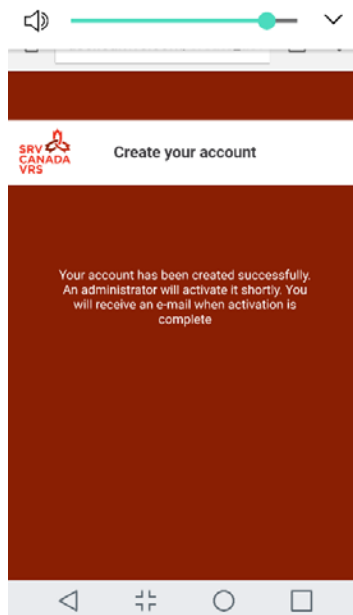 SRV
CANADA
VRS
Create your account
Your account has been created successfully.
An administrator will activate it shortly. You
will receive an e-mail when activation is
complete